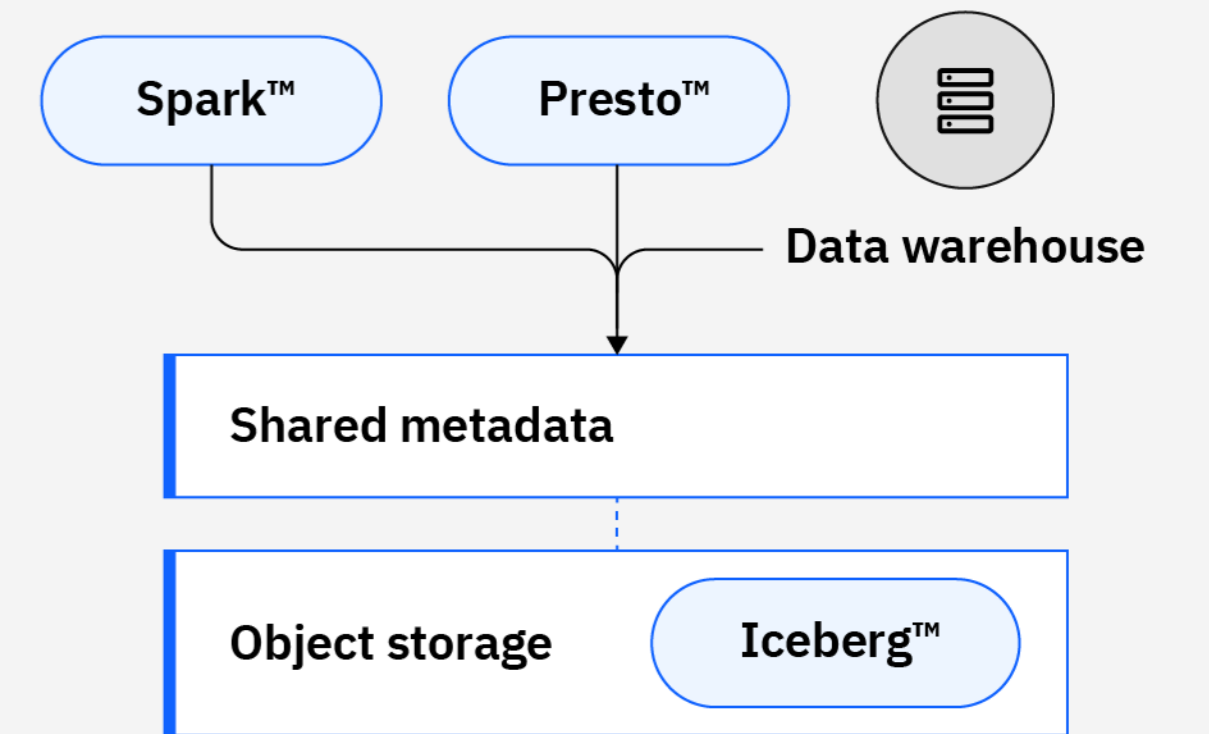 Spark™
Presto™
Data warehouse
Shared metadata
Object storage
Iceberg™